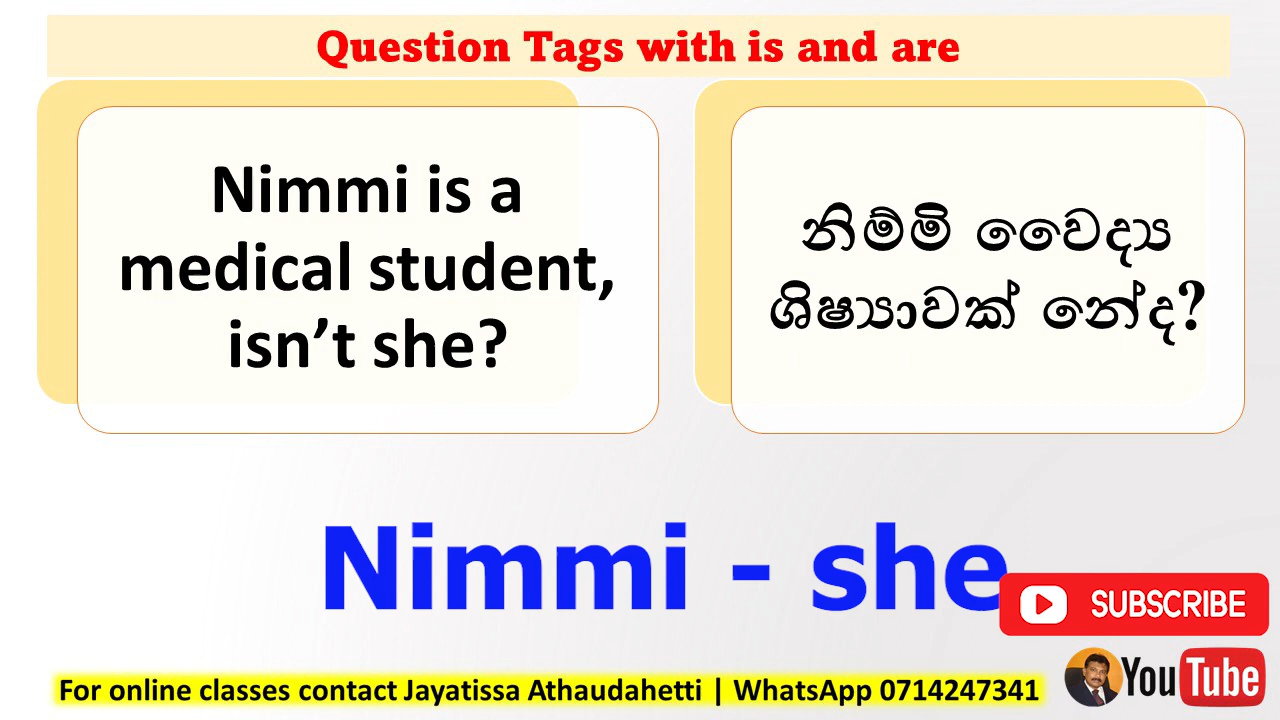 Question Tags with is and are
Nimmi is a
medical student,
isn’t she?
නිම්මි වෛද්‍ය
ශිෂ්‍යාවක් නේද?
Nimmi - she
SUBSCRIBE
For online classes contact Jayatissa Athaudahetti | WhatsApp 0714247341
YouTube